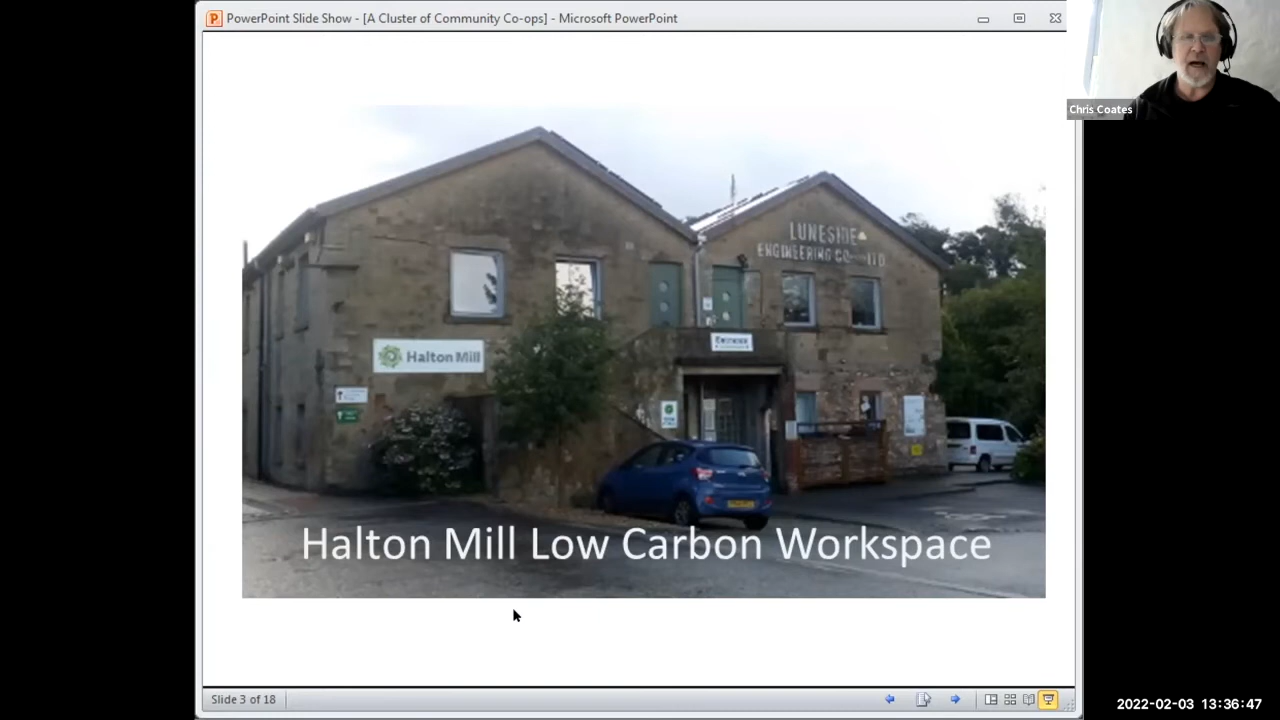 PowerPoint Slide Show - [A Cluster of Community Co-ops] - Microsoft PowerPoint
Chris Coates
LUNESIDE
ENGINEERING CO LTD
Halton Mill
Halton Mill Low Carbon Workspace
Slide 3 of 18
2022-02-03 13:36:47